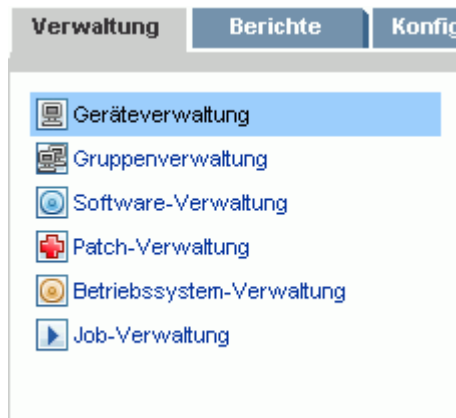 Verwaltung Berichte Konfig
Geräteverwaltung
Gruppenverwaltung
Software-Verwaltung
Patch-Verwaltung
Betriebssystem-Verwaltung
Job-Verwaltung